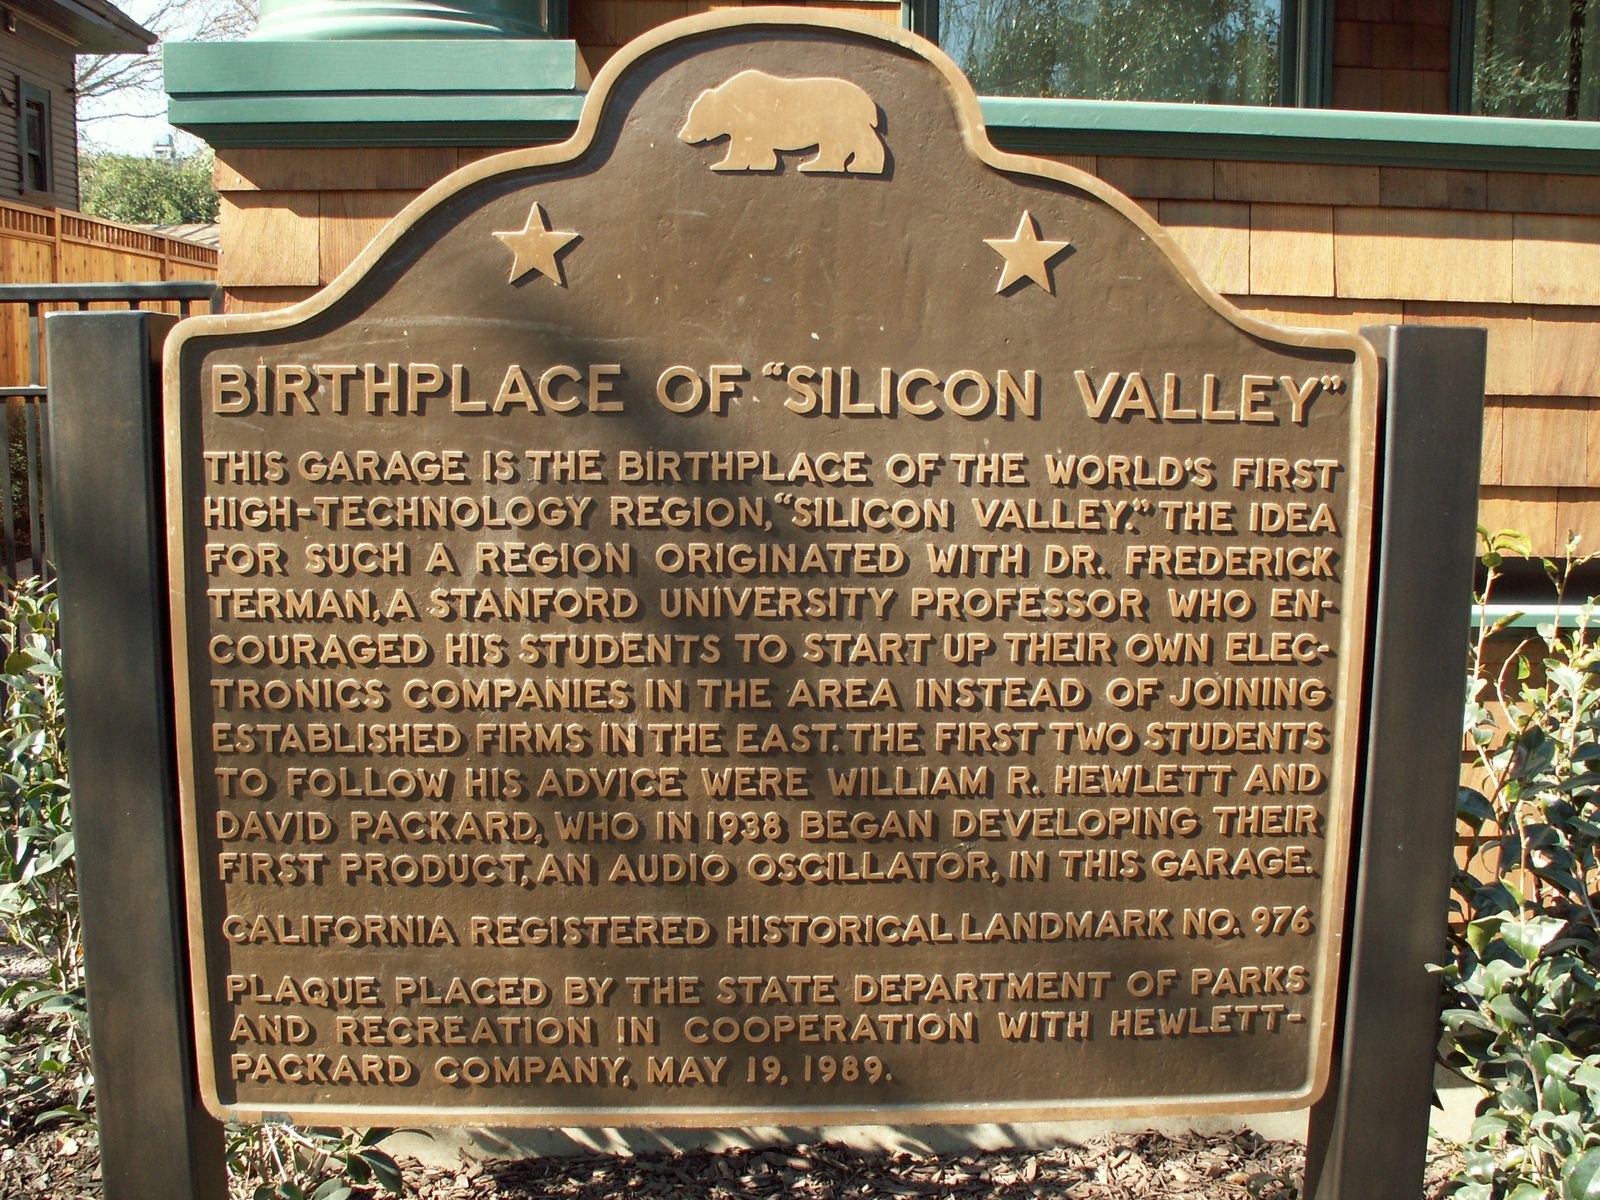 BIRTHPLACE OF "SILICON VALLEY"
THIS GARAGE IS THE BIRTHPLACE OF THE WORLD'S FIRST
HIGH-TECHNOLOGY REGION, "SILICON VALLEY." THE IDEA
FOR SUCH A REGION ORIGINATED WITH DR. FREDERICK
TERMAN, A STANFORD UNIVERSITY PROFESSOR WHO EN-
COURAGED HIS STUDENTS TO START UP THEIR OWN ELEC-
TRONICS COMPANIES IN THE AREA INSTEAD OF JOINING
ESTABLISHED FIRMS IN THE EAST. THE FIRST TWO STUDENTS
TO FOLLOW HIS ADVICE WERE WILLIAM R. HEWLETT AND
DAVID PACKARD, WHO IN 1938 BEGAN DEVELOPING THEIR
FIRST PRODUCT, AN AUDIO OSCILLATOR, IN THIS GARAGE.
CALIFORNIA REGISTERED HISTORICAL LANDMARK NO. 976
PLAQUE PLACED BY THE STATE DEPARTMENT OF PARKS
AND RECREATION IN COOPERATION WITH HEWLETT-
PACKARD COMPANY, MAY 19, 1989.